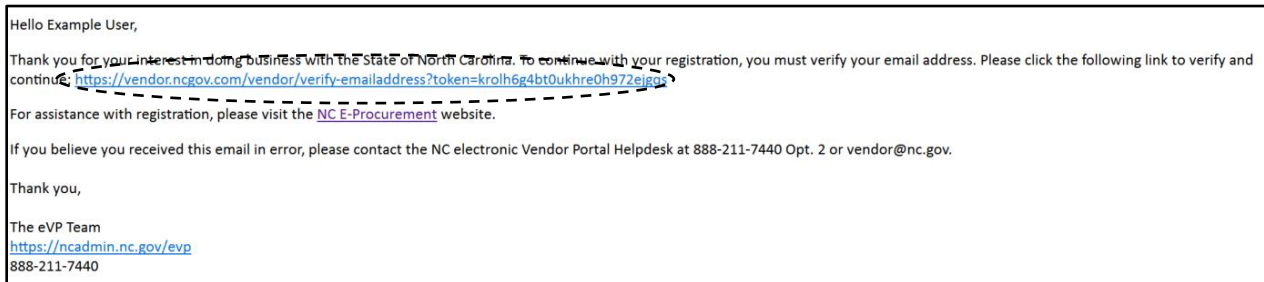 Hello Example User,
Thank you for your interest in doing business with the State of North Carolina. To continue with your registration, you must verify your email address. Please click the following link to verify and
continue: https://vendor.ncgov.com/vendor/verify-emailaddress?token=krolh6g4bt0ukhre0h972ejgqs
For assistance with registration, please visit the NC E-Procurement website.
If you believe you received this email in error, please contact the NC electronic Vendor Portal Helpdesk at 888-211-7440 Opt. 2 or vendor@nc.gov.
Thank you,
The eVP Team
https://ncadmin.nc.gov/evp
888-211-7440